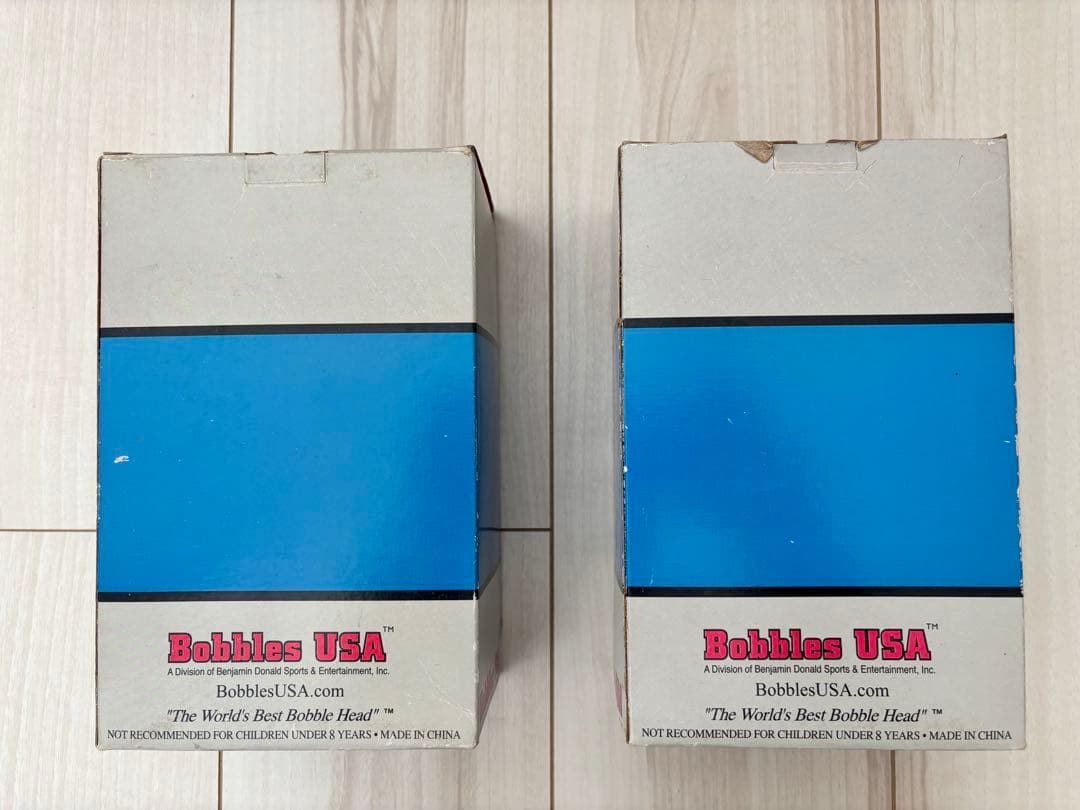 Bobbles USA™
A Division of Benjamin Donald Sports & Entertainment, Inc.
BobblesUSA.com
"The World's Best Bobble Head" ™
NOT RECOMMENDED FOR CHILDREN UNDER 8 YEARS • MADE IN CHINA
Bobbles USA™
A Division of Benjamin Donald Sports & Entertainment, Inc.
BobblesUSA.com
"The World's Best Bobble Head" ™
NOT RECOMMENDED FOR CHILDREN UNDER 8 YEARS • MADE IN CHINA